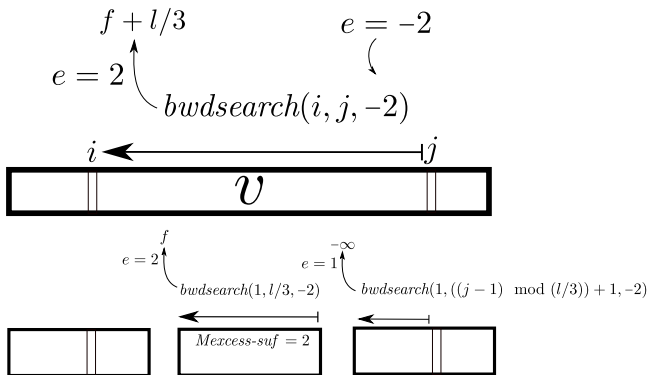 f + l/3
e = −2
e = 2
bwdsearch(i, j, −2)
i
j
v
f
−∞
e = 2
e = 1
bwdsearch(1, l/3, −2)
bwdsearch(1, ((j − 1) mod (l/3)) + 1, −2)
Mexcess-suf = 2